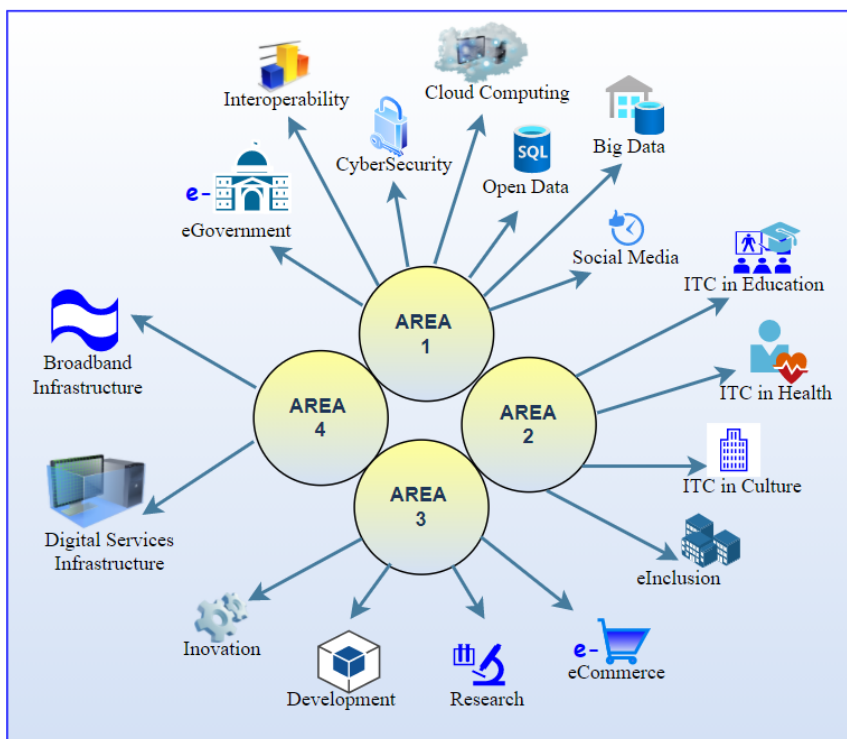 Cloud Computing
Interoperability
CyberSecurity
SQL
Open Data
Big Data
e-
eGovernment
Social Media
ITC in Education
AREA
1
Broadband
Infrastructure
ITC in Health
AREA
4
AREA
2
ITC in Culture
AREA
3
Digital Services
Infrastructure
eInclusion
Inovation
Development
Research
e-
eCommerce